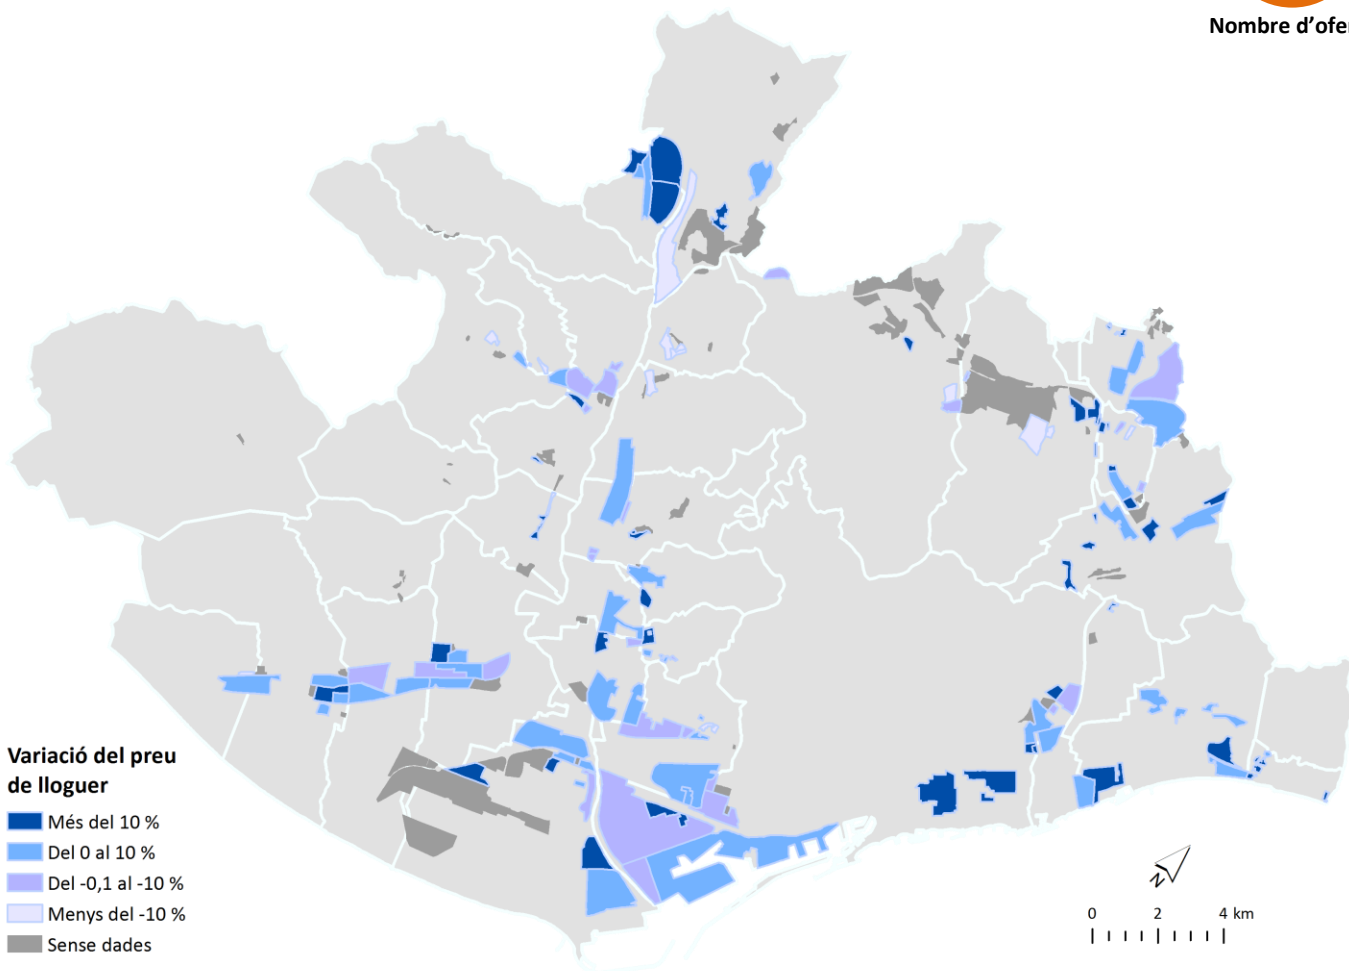 Nombre d'ofer
Variació del preu
de lloguer
Més del 10 %
Del 0 al 10 %
Del -0,1 al -10 %
Menys del -10 %
Sense dades
N
0 2 4 km